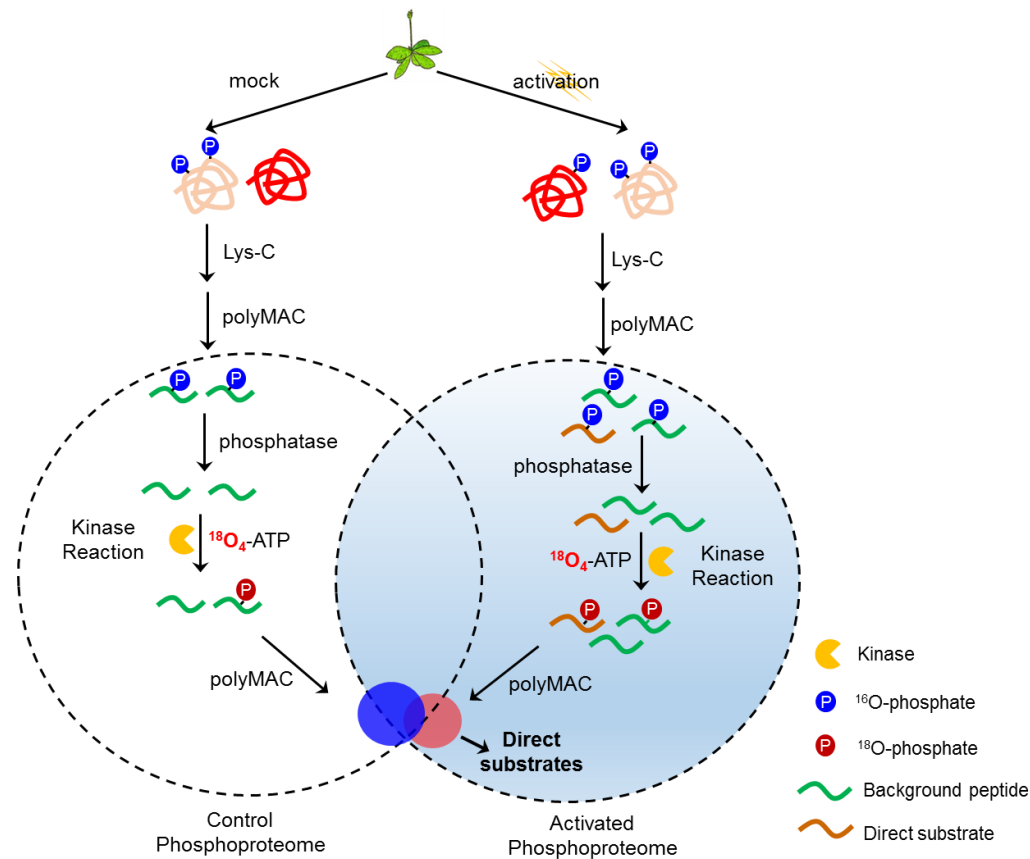 mock
activation
P
P
P
P
P
Lys-C
Lys-C
polyMAC
polyMAC
P
P
P
P
P
phosphatase
phosphatase
Kinase
Reaction
¹⁸O₄-ATP
¹⁸O₄-ATP
Kinase
Reaction
P
P
P
polyMAC
polyMAC
Direct
substrates
Control
Phosphoproteome
Activated
Phosphoproteome
Kinase
P ¹⁶O-phosphate
P ¹⁸O-phosphate
Background peptide
Direct substrate